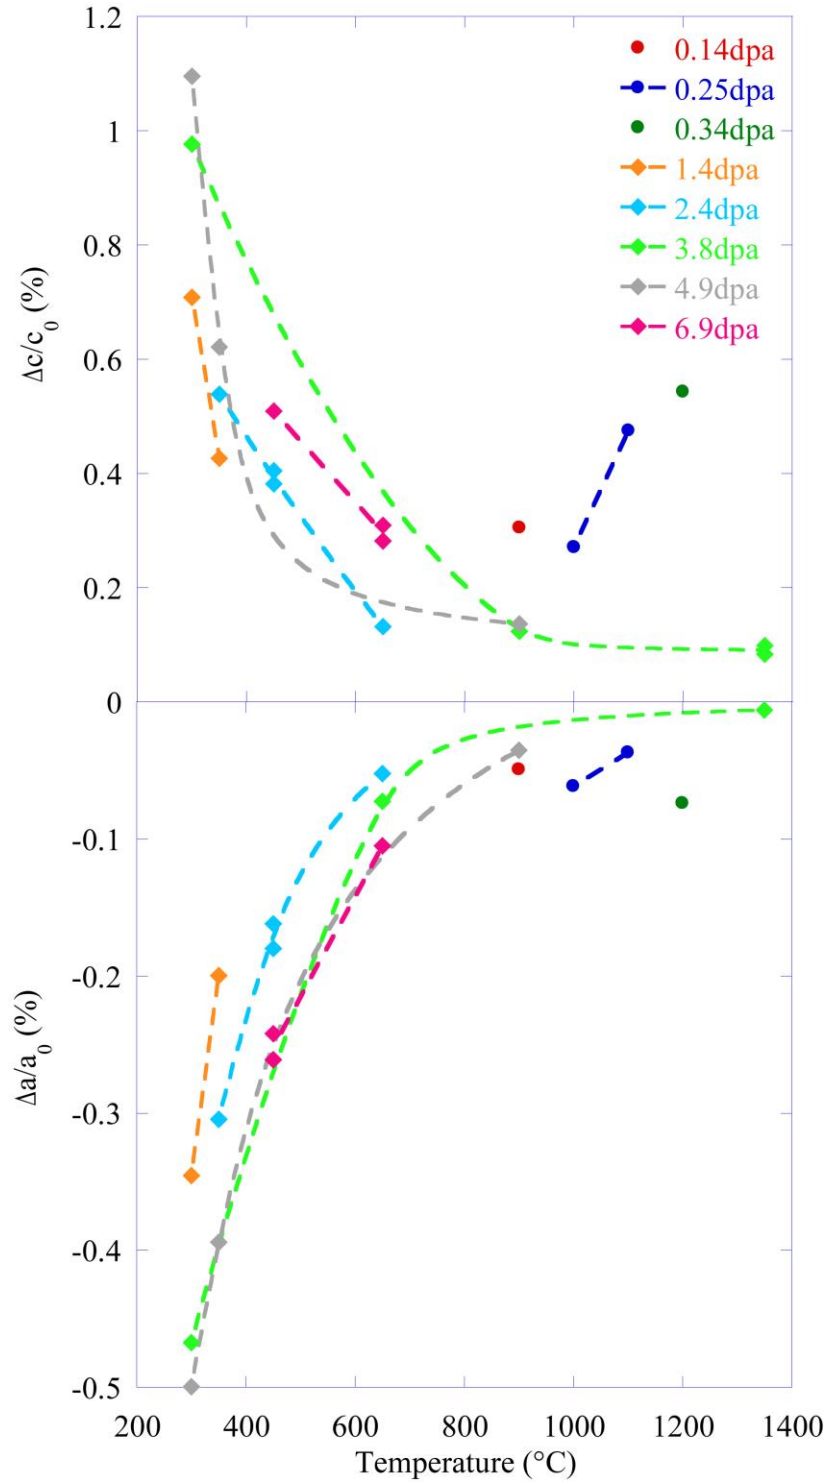 1.2
1
0.8
0.6
0.4
0.2
0
-0.1
-0.2
-0.3
-0.4
-0.5
Δc/c0 (%)
Δa/a0 (%)
0.14dpa
0.25dpa
0.34dpa
1.4dpa
2.4dpa
3.8dpa
4.9dpa
6.9dpa
200 400 600 800 1000 1200 1400
Temperature (°C)